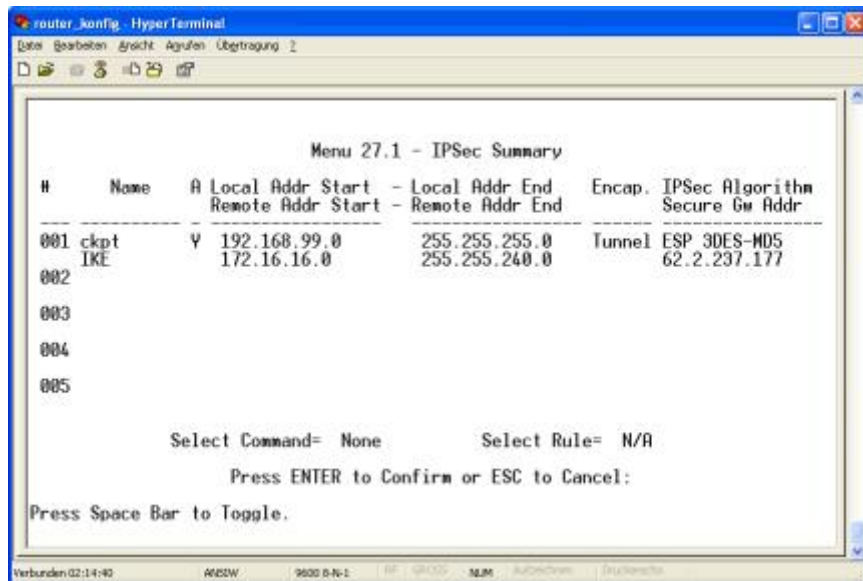 router_konfig - HyperTerminal
Datei Bearbeiten Ansicht Anrufen Übertragung ?
Menu 27.1 - IPSec Summary
# Name A Local Addr Start - Local Addr End Encap. IPSec Algorithm
Remote Addr Start - Remote Addr End Secure Gw Addr
--- ----------- - ---------------- ---------------- ------ ----------------
001 ckpt Y 192.168.99.0 255.255.255.0 Tunnel ESP 3DES-MD5
IKE 172.16.16.0 255.255.240.0 62.2.237.177
002
003
004
005
Select Command= None Select Rule= N/A
Press ENTER to Confirm or ESC to Cancel:
Press Space Bar to Toggle.
Verbunden 02:14:40 ANSIW 9600 8-N-1 RF GROSS NUM Aufzeichnen Druckerecho